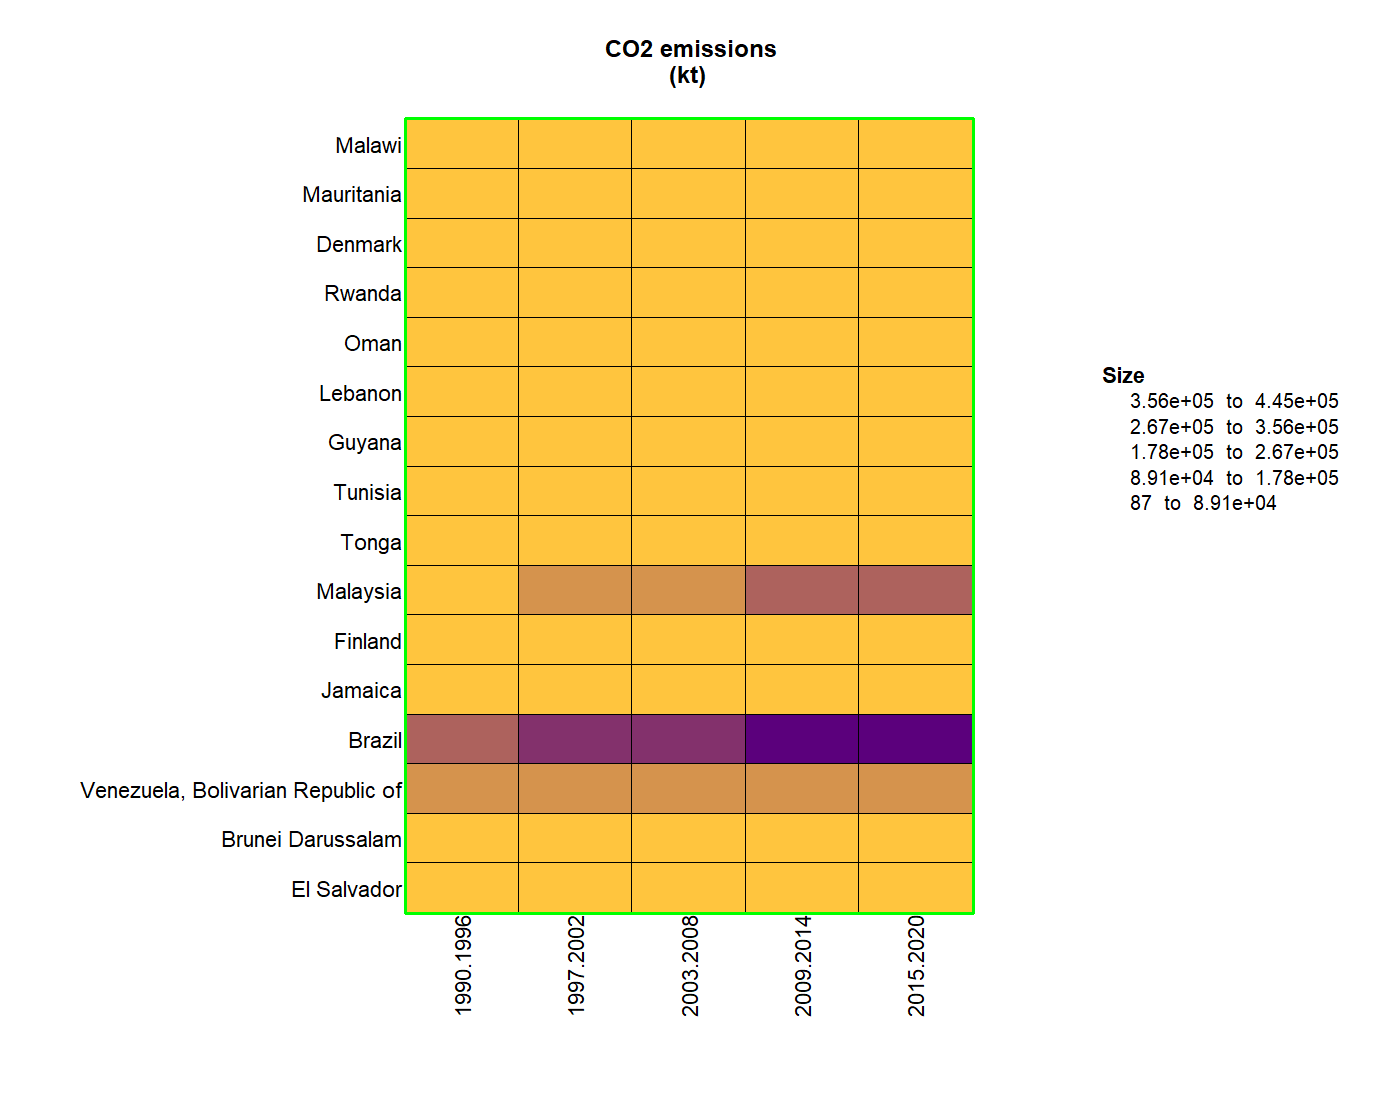 CO2 emissions
(kt)
Malawi
Mauritania
Denmark
Rwanda
Oman
Lebanon
Guyana
Tunisia
Tonga
Malaysia
Finland
Jamaica
Brazil
Venezuela, Bolivarian Republic of
Brunei Darussalam
El Salvador
1990.1996
1997.2002
2003.2008
2009.2014
2015.2020
Size
3.56e+05 to 4.45e+05
2.67e+05 to 3.56e+05
1.78e+05 to 2.67e+05
8.91e+04 to 1.78e+05
87 to 8.91e+04